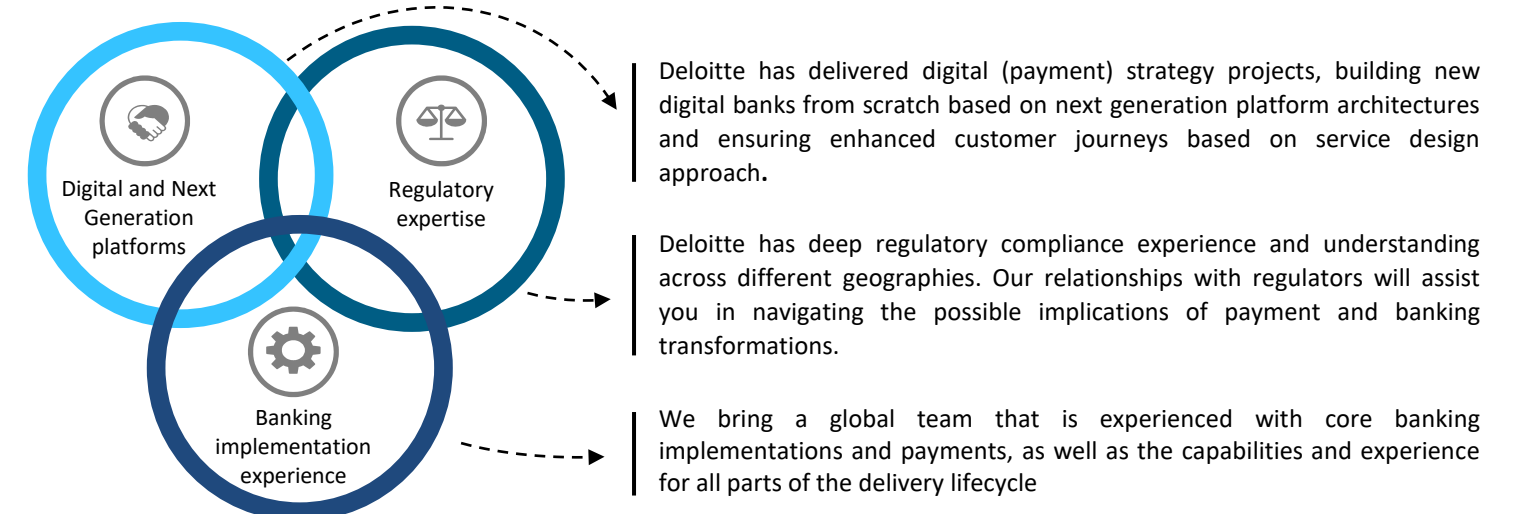 Digital and Next
Generation
platforms
Regulatory
expertise
Banking
implementation
experience
Deloitte has delivered digital (payment) strategy projects, building new
digital banks from scratch based on next generation platform architectures
and ensuring enhanced customer journeys based on service design
approach.
Deloitte has deep regulatory compliance experience and understanding
across different geographies. Our relationships with regulators will assist
you in navigating the possible implications of payment and banking
transformations.
We bring a global team that is experienced with core banking
implementations and payments, as well as the capabilities and experience
for all parts of the delivery lifecycle